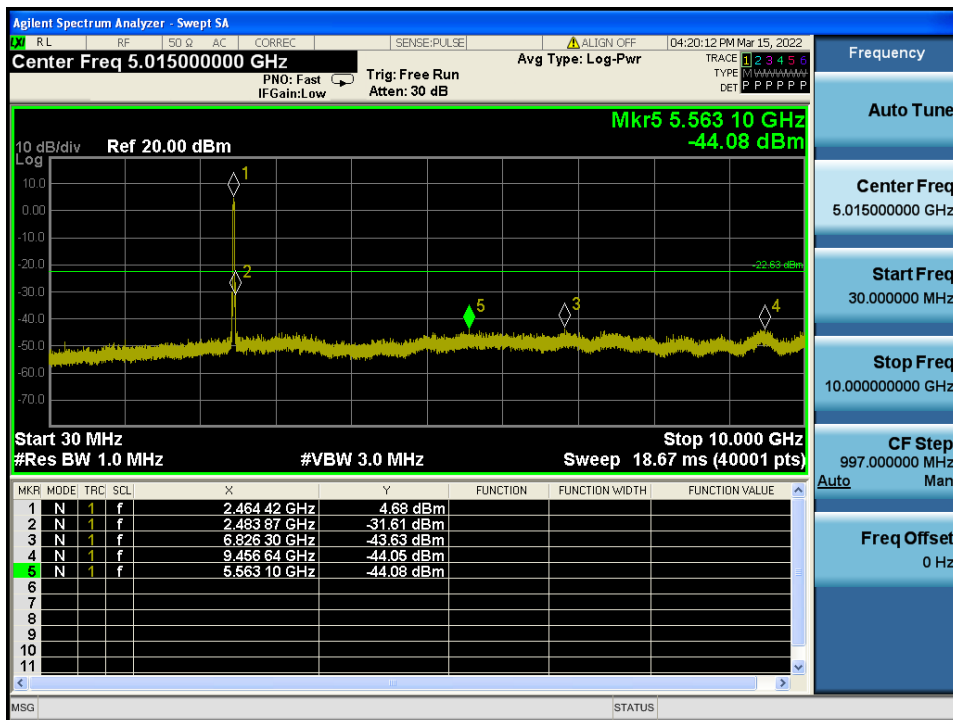 Agilent Spectrum Analyzer - Swept SA
LXI RL RF 50 Ω AC CORREC SENSE:PULSE ALIGN OFF 04:20:12 PM Mar 15, 2022
Center Freq 5.015000000 GHz
PNO: Fast
IFGain:Low
Trig: Free Run
Atten: 30 dB
Avg Type: Log-Pwr
TRACE 1 2 3 4 5 6
TYPE M
DET P P P P P P
Mkr5 5.563 10 GHz
-44.08 dBm
10 dB/div Ref 20.00 dBm
Log
10.0
0.00
-10.0
-20.0
-30.0
-40.0
-50.0
-60.0
-70.0
1
2
5
3
4
-22.63 dBm
Start 30 MHz Stop 10.000 GHz
#Res BW 1.0 MHz #VBW 3.0 MHz Sweep 18.67 ms (40001 pts)
MKR MODE TRC SCL X Y FUNCTION FUNCTION WIDTH FUNCTION VALUE
1 N 1 f 2.464 42 GHz 4.68 dBm
2 N 1 f 2.483 87 GHz -31.61 dBm
3 N 1 f 6.826 30 GHz -43.63 dBm
4 N 1 f 9.456 64 GHz -44.05 dBm
5 N 1 f 5.563 10 GHz -44.08 dBm
6
7
8
9
10
11
MSG STATUS
Frequency
Auto Tune
Center Freq
5.015000000 GHz
Start Freq
30.000000 MHz
Stop Freq
10.000000000 GHz
CF Step
997.000000 MHz
Auto Man
Freq Offset
0 Hz